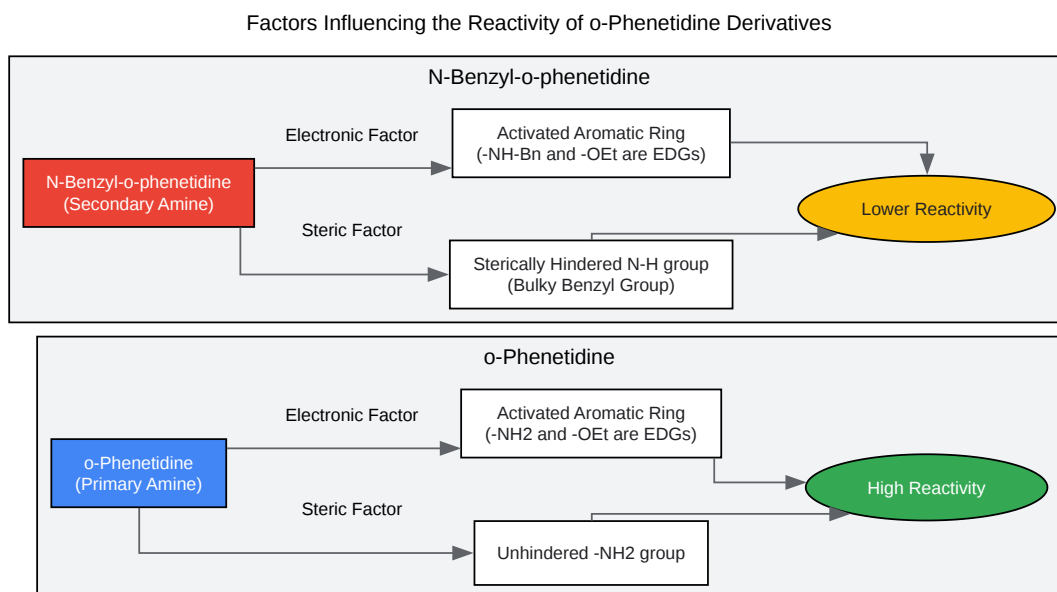 Factors Influencing the Reactivity of o-Phenetidine Derivatives
N-Benzyl-o-phenetidine
Electronic Factor
Activated Aromatic Ring
(-NH-Bn and -OEt are EDGs)
N-Benzyl-o-phenetidine
(Secondary Amine)
Lower Reactivity
Steric Factor
Sterically Hindered N-H group
(Bulky Benzyl Group)
o-Phenetidine
Electronic Factor
Activated Aromatic Ring
(-NH2 and -OEt are EDGs)
o-Phenetidine
(Primary Amine)
High Reactivity
Steric Factor
Unhindered -NH2 group